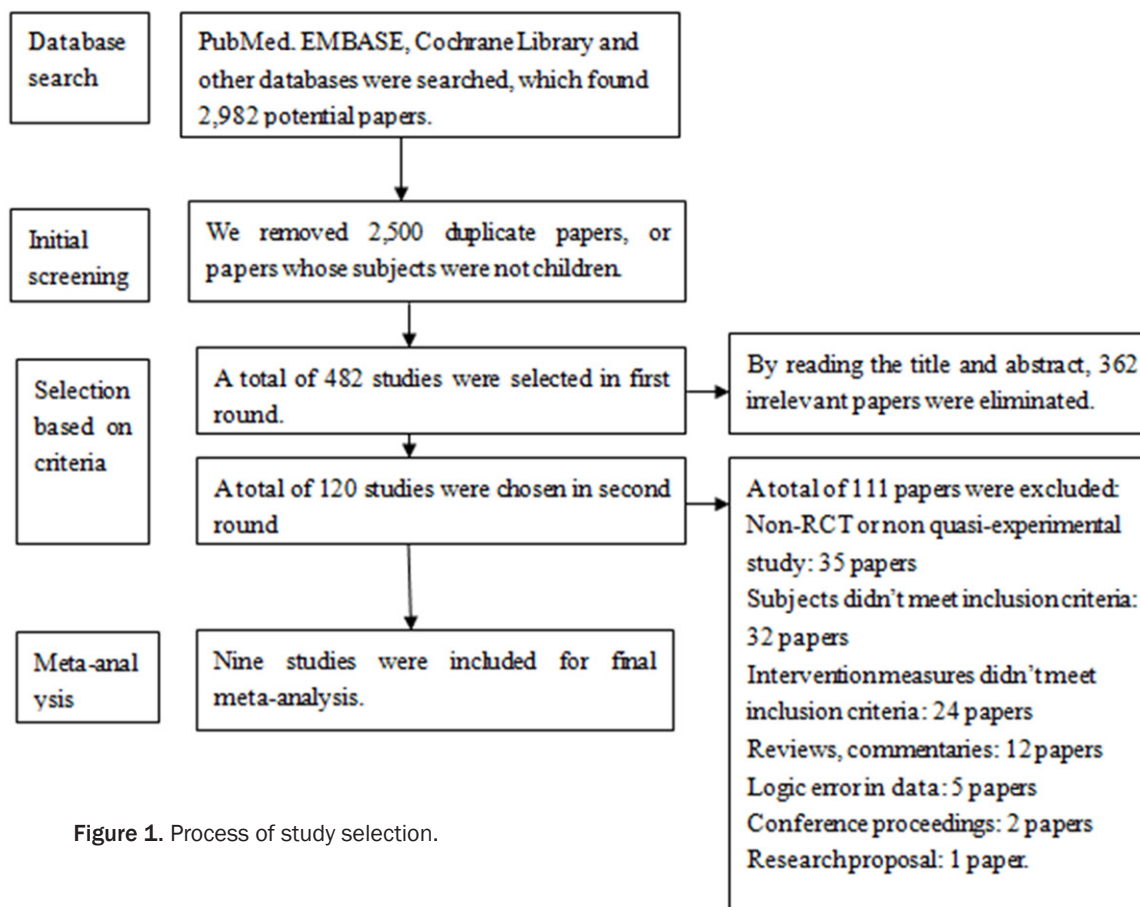 Database
search
PubMed. EMBASE, Cochrane Library and
other databases were searched, which found
2,982 potential papers.
Initial
screening
We removed 2,500 duplicate papers, or
papers whose subjects were not children.
Selection
based on
criteria
A total of 482 studies were selected in first
round.
By reading the title and abstract, 362
irrelevant papers were eliminated.
A total of 120 studies were chosen in second
round
A total of 111 papers were excluded:
Non-RCT or non quasi-experimental
study: 35 papers
Subjects didn't meet inclusion criteria:
32 papers
Intervention measures didn't meet
inclusion criteria: 24 papers
Reviews, commentaries: 12 papers
Logic error in data: 5 papers
Conference proceedings: 2 papers
Research proposal: 1 paper.
Meta-anal
ysis
Nine studies were included for final
meta-analysis.
Figure 1. Process of study selection.